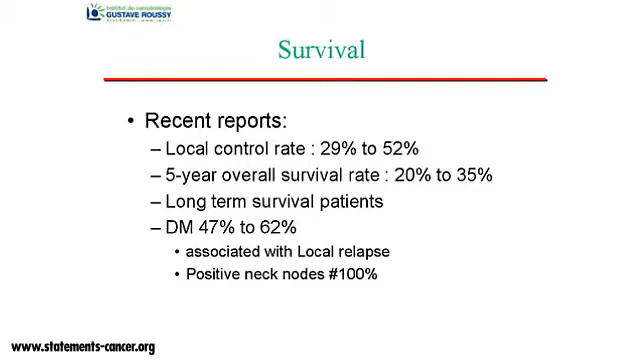 Institut de cancérologie
GUSTAVE ROUSSY
Survival
• Recent reports:
– Local control rate : 29% to 52%
– 5-year overall survival rate : 20% to 35%
– Long term survival patients
– DM 47% to 62%
• associated with Local relapse
• Positive neck nodes #100%
www.statements-cancer.org